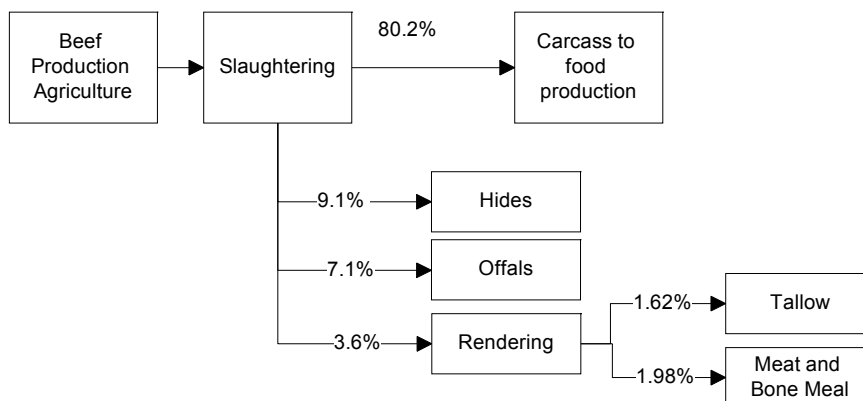 80.2%
Beef
Production
Agriculture
Slaughtering
Carcass to
food
production
9.1%
Hides
7.1%
Offals
3.6%
Rendering
1.62%
Tallow
1.98%
Meat and
Bone Meal